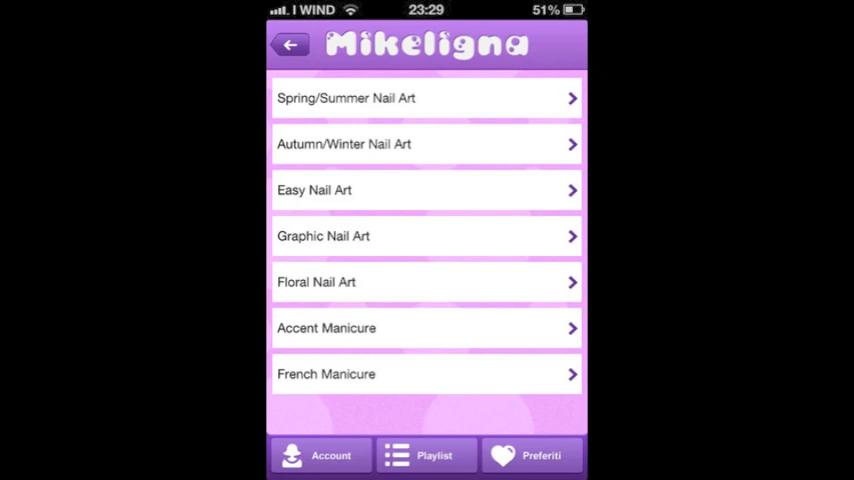 I WIND 23:29 51%
Mikeligna
Spring/Summer Nail Art
Autumn/Winter Nail Art
Easy Nail Art
Graphic Nail Art
Floral Nail Art
Accent Manicure
French Manicure
Account Playlist Preferiti